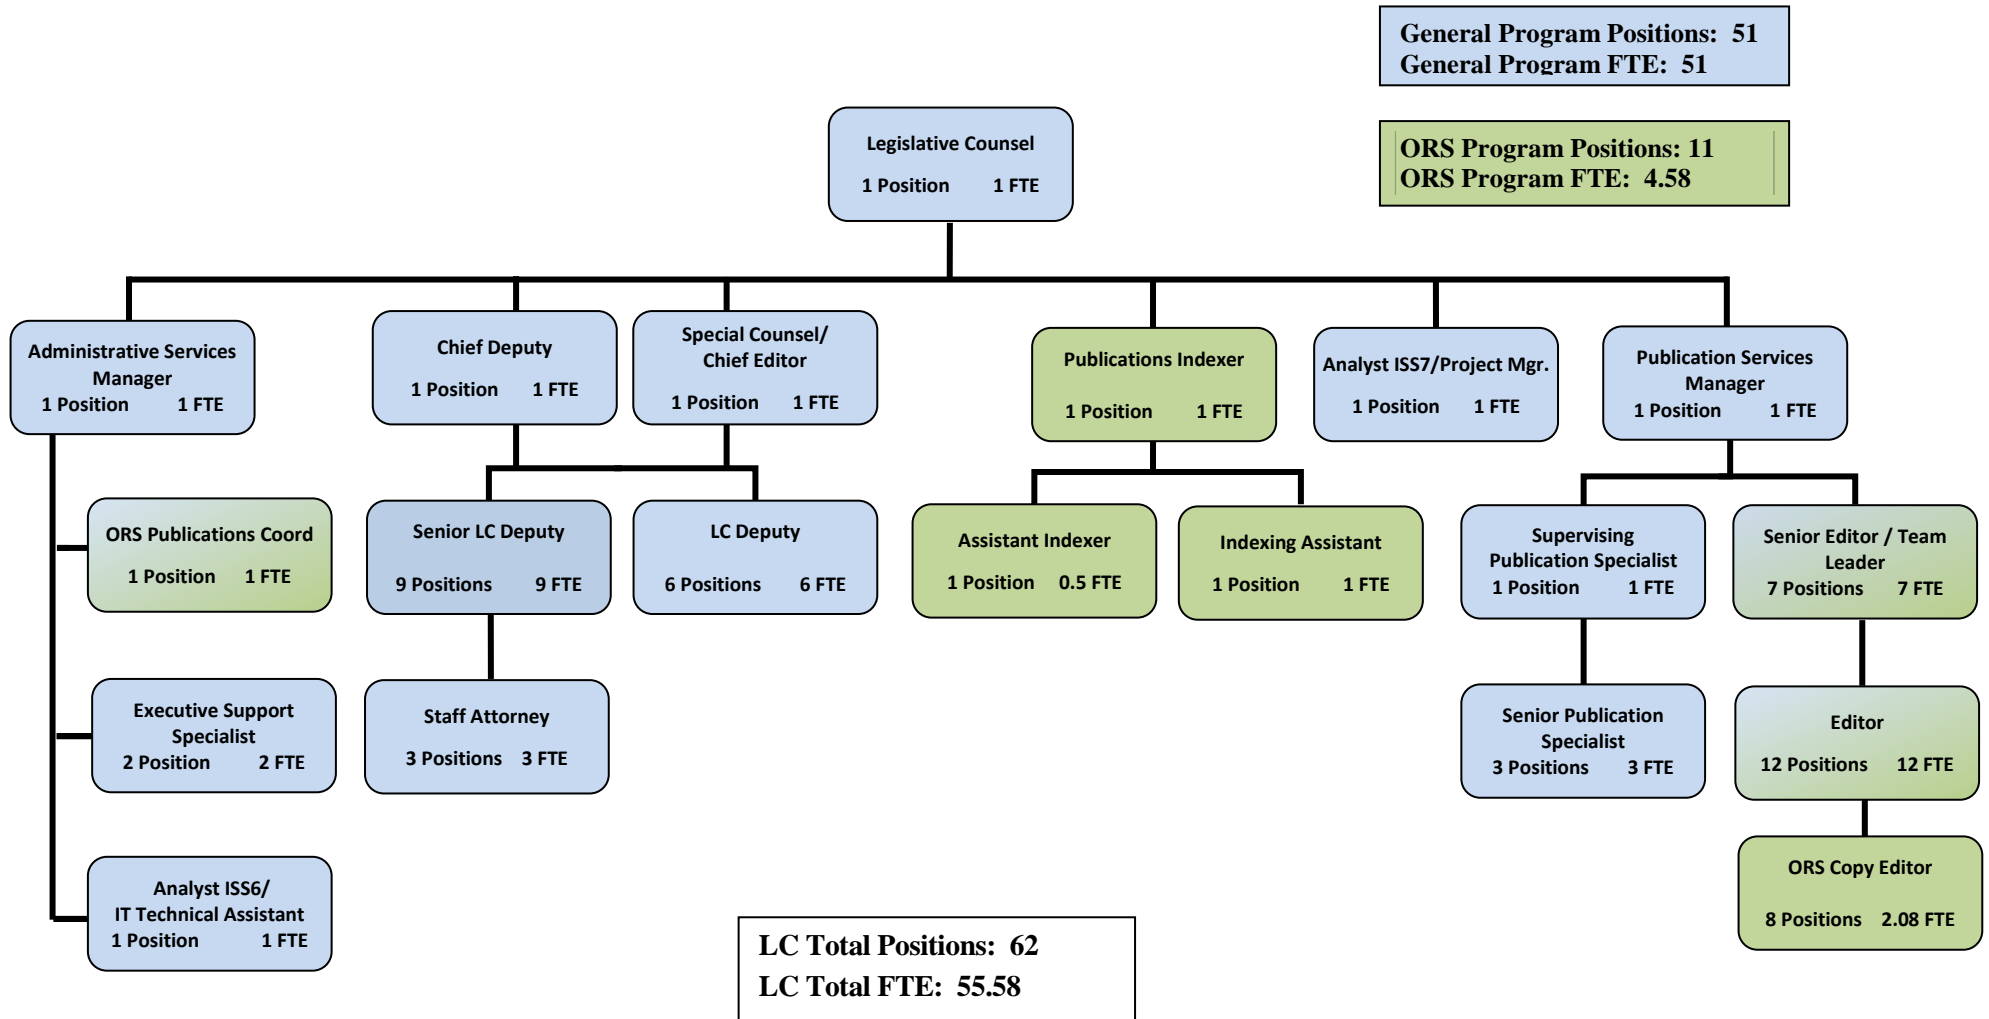 General Program Positions: 51
General Program FTE: 51
ORS Program Positions: 11
ORS Program FTE: 4.58
Legislative Counsel
1 Position 1 FTE
Administrative Services
Manager
1 Position 1 FTE
Chief Deputy
1 Position 1 FTE
Special Counsel/
Chief Editor
1 Position 1 FTE
Publications Indexer
1 Position 1 FTE
Analyst ISS7/Project Mgr.
1 Position 1 FTE
Publication Services
Manager
1 Position 1 FTE
ORS Publications Coord
1 Position 1 FTE
Senior LC Deputy
9 Positions 9 FTE
LC Deputy
6 Positions 6 FTE
Assistant Indexer
1 Position 0.5 FTE
Indexing Assistant
1 Position 1 FTE
Supervising
Publication Specialist
1 Position 1 FTE
Senior Editor / Team
Leader
7 Positions 7 FTE
Executive Support
Specialist
2 Position 2 FTE
Staff Attorney
3 Positions 3 FTE
Senior Publication
Specialist
3 Positions 3 FTE
Editor
12 Positions 12 FTE
Analyst ISS6/
IT Technical Assistant
1 Position 1 FTE
ORS Copy Editor
8 Positions 2.08 FTE
LC Total Positions: 62
LC Total FTE: 55.58